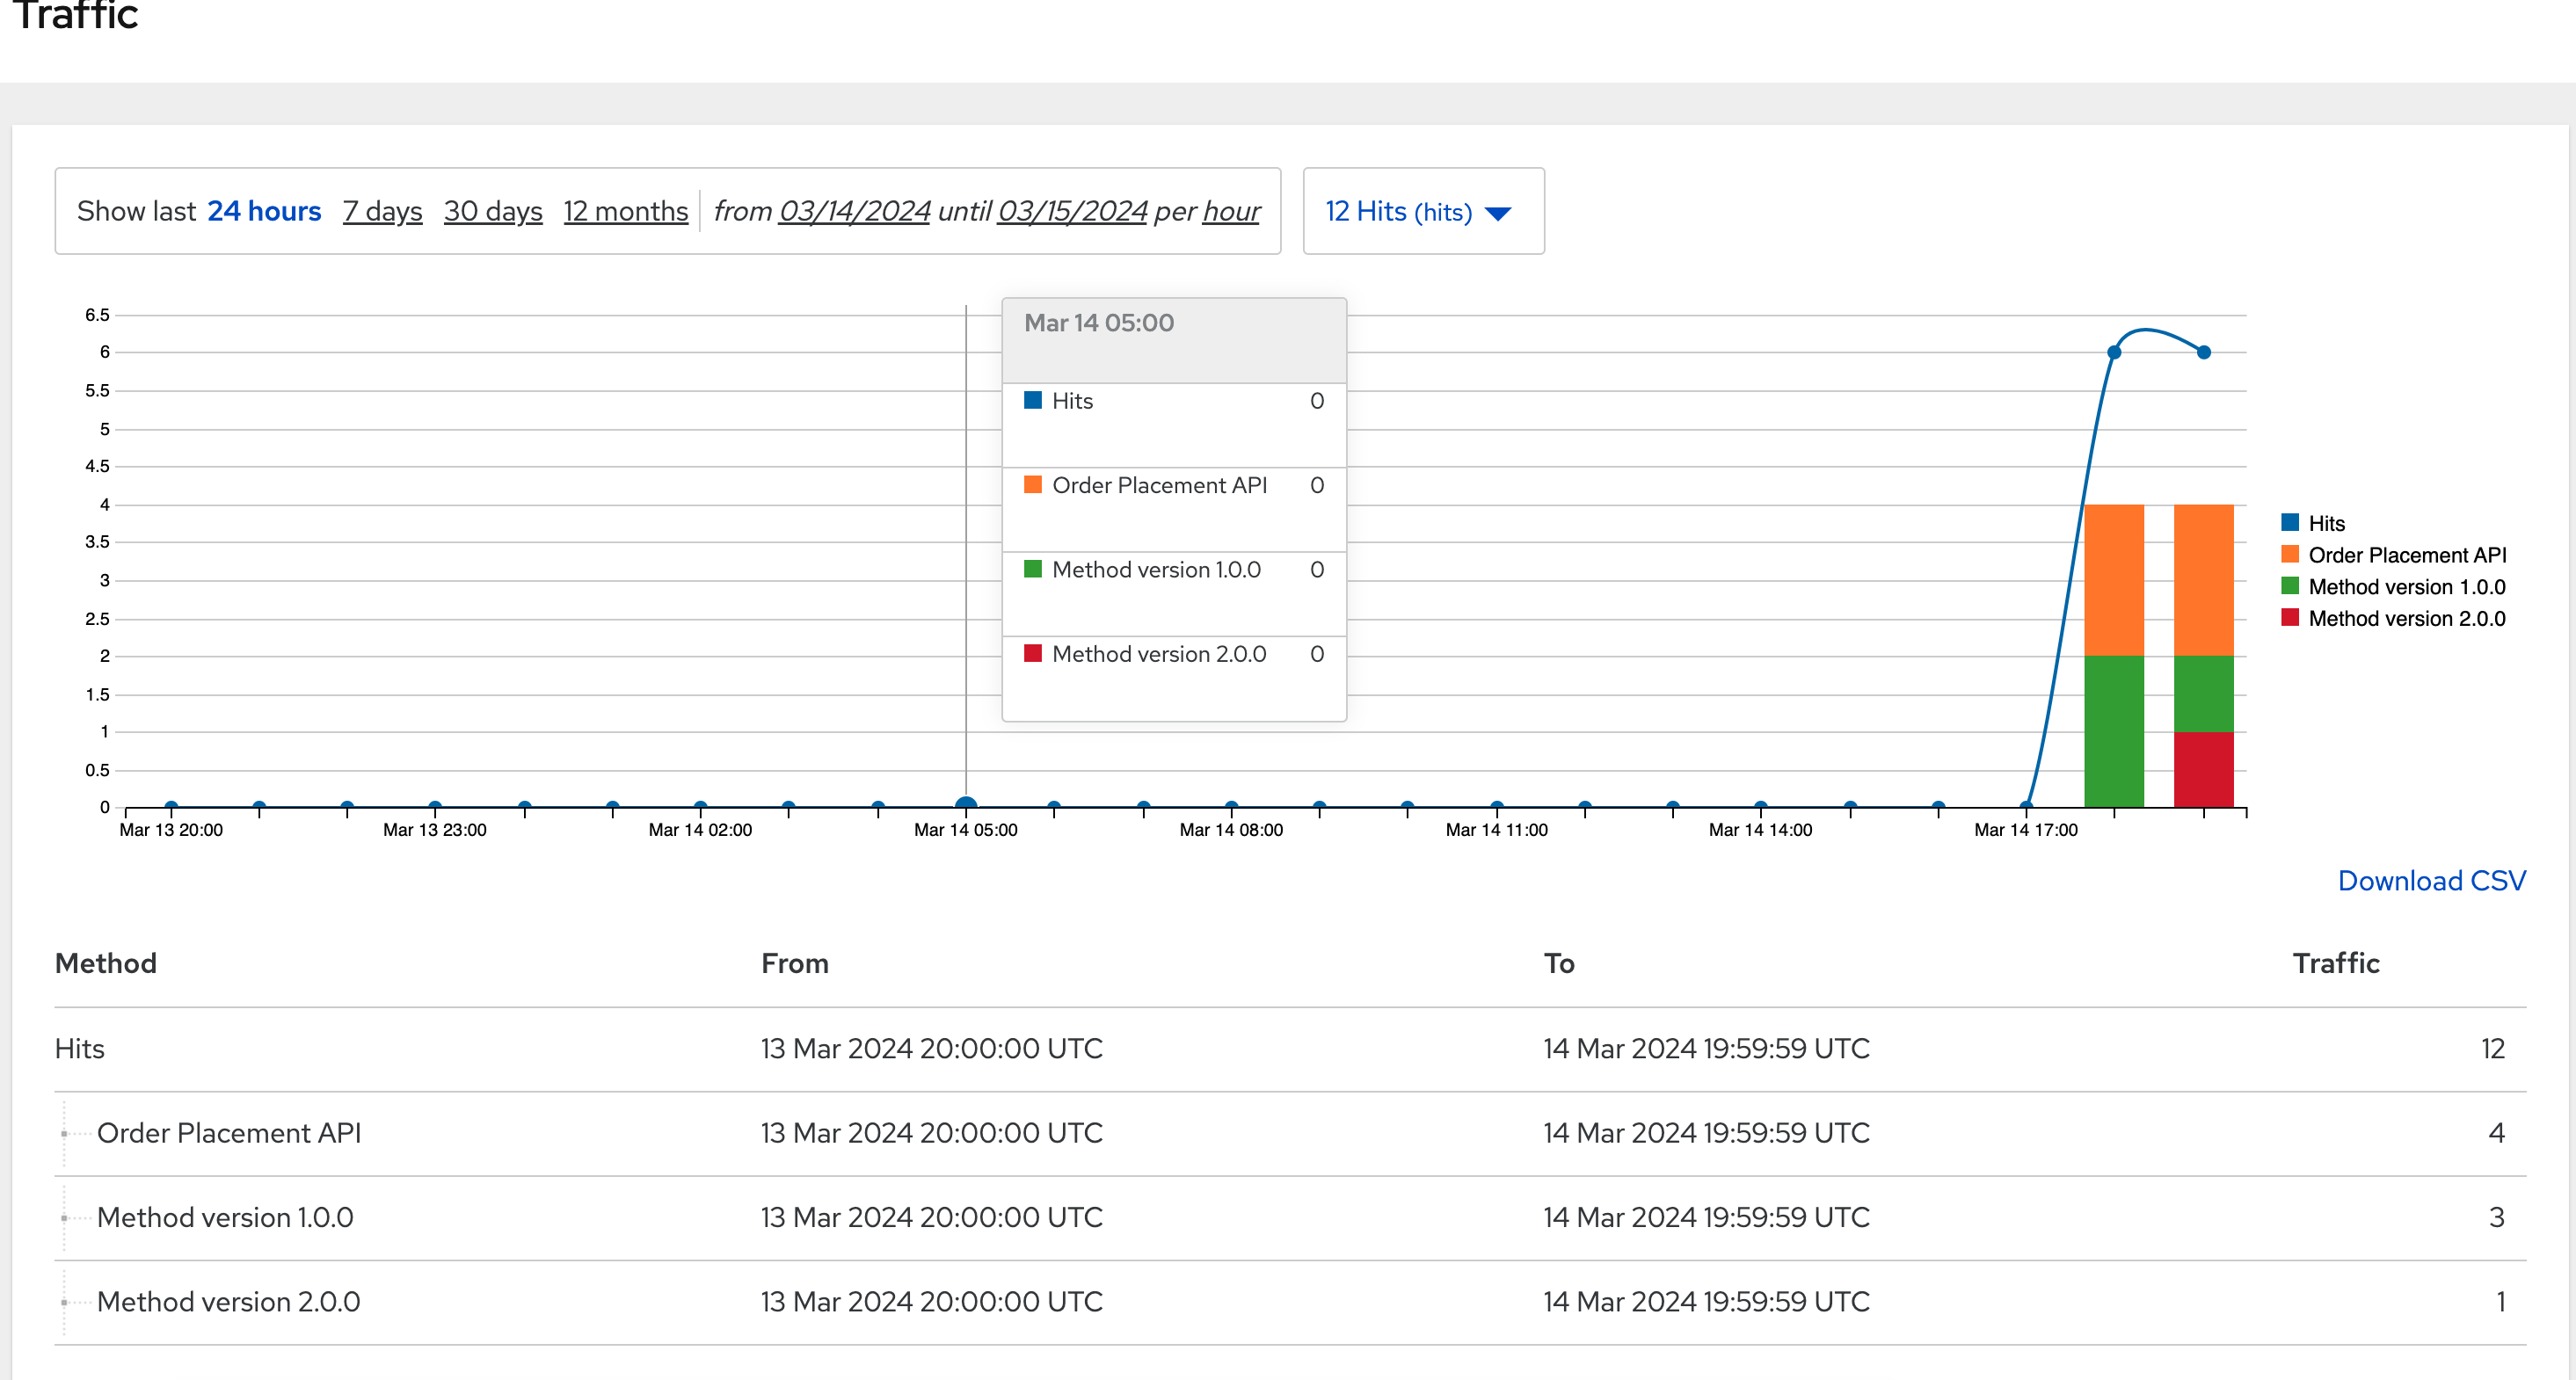 Traffic
Show last 24 hours 7 days 30 days 12 months from 03/14/2024 until 03/15/2024 per hour
12 Hits (hits)
6.5
6
5.5
5
4.5
4
3.5
3
2.5
2
1.5
1
0.5
0
Mar 14 05:00
Hits 0
Order Placement API 0
Method version 1.0.0 0
Method version 2.0.0 0
Hits
Order Placement API
Method version 1.0.0
Method version 2.0.0
Mar 13 20:00 Mar 13 23:00 Mar 14 02:00 Mar 14 05:00 Mar 14 08:00 Mar 14 11:00 Mar 14 14:00 Mar 14 17:00
Download CSV
Method From To Traffic
Hits 13 Mar 2024 20:00:00 UTC 14 Mar 2024 19:59:59 UTC 12
Order Placement API 13 Mar 2024 20:00:00 UTC 14 Mar 2024 19:59:59 UTC 4
Method version 1.0.0 13 Mar 2024 20:00:00 UTC 14 Mar 2024 19:59:59 UTC 3
Method version 2.0.0 13 Mar 2024 20:00:00 UTC 14 Mar 2024 19:59:59 UTC 1